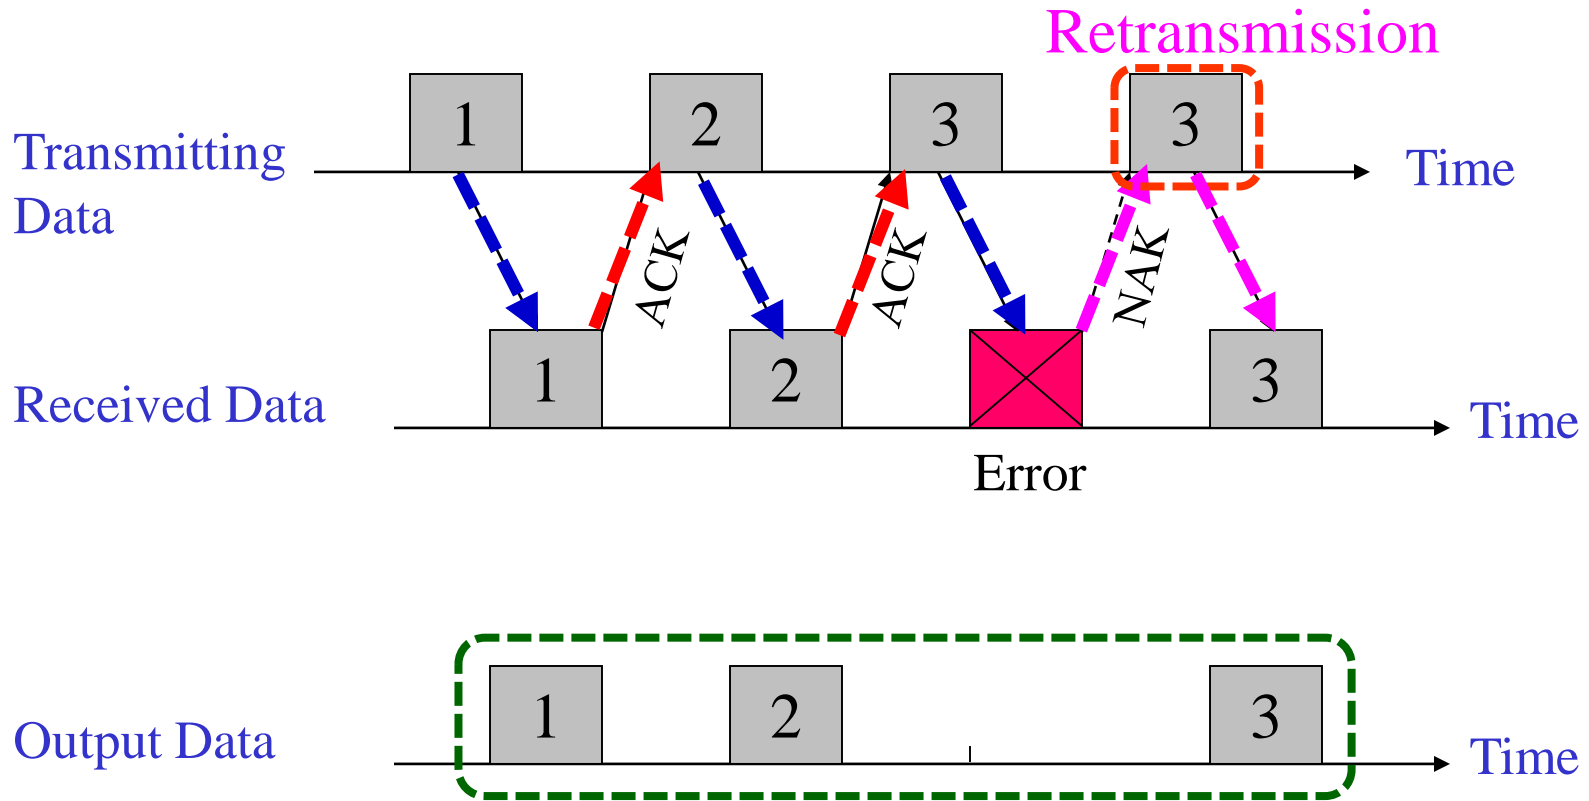 Retransmission
1
2
3
3
Transmitting
Data
Time
ACK
ACK
NAK
1
2
3
Received Data
Time
Error
1
2
3
Output Data
Time